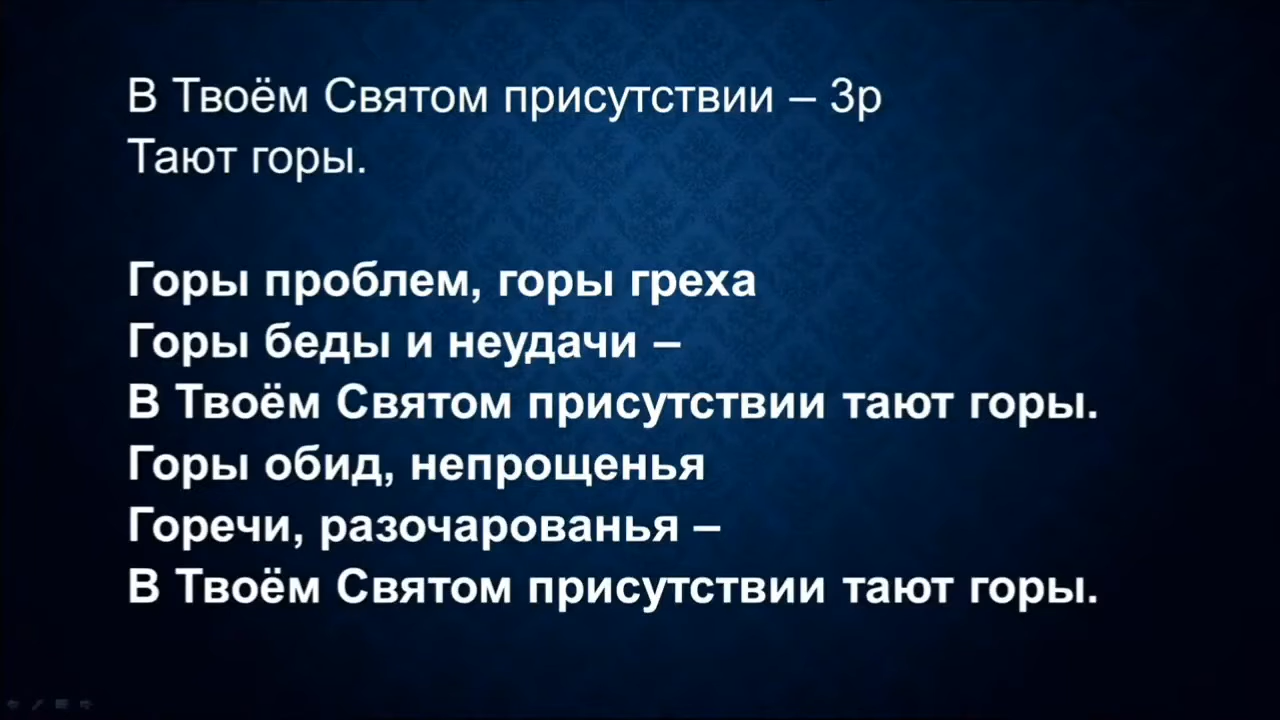 В Твоём Святом присутствии – 3р
Тают горы.
Горы проблем, горы греха
Горы беды и неудачи –
В Твоём Святом присутствии тают горы.
Горы обид, непрощенья
Горечи, разочарованья –
В Твоём Святом присутствии тают горы.